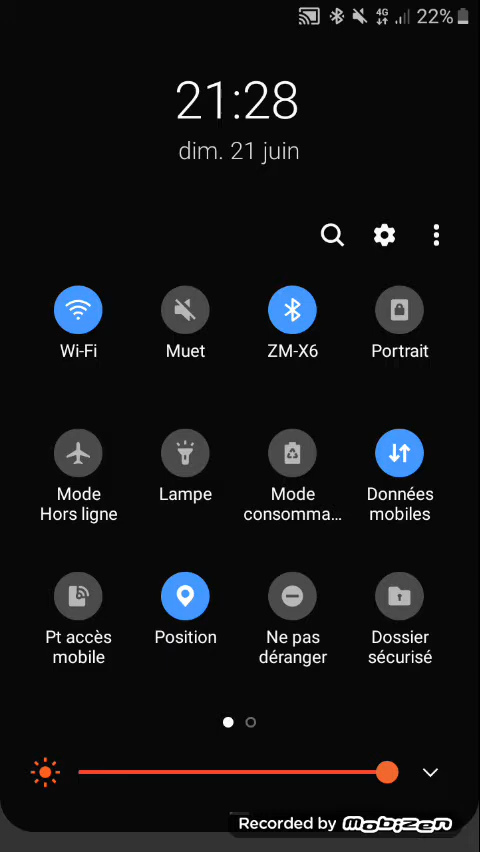 4G 22%
21:28
dim. 21 juin
Wi-Fi
Muet
ZM-X6
Portrait
Mode
Hors ligne
Lampe
Mode
consomma...
Données
mobiles
Pt accès
mobile
Position
Ne pas
déranger
Dossier
sécurisé
Recorded by Mobizen